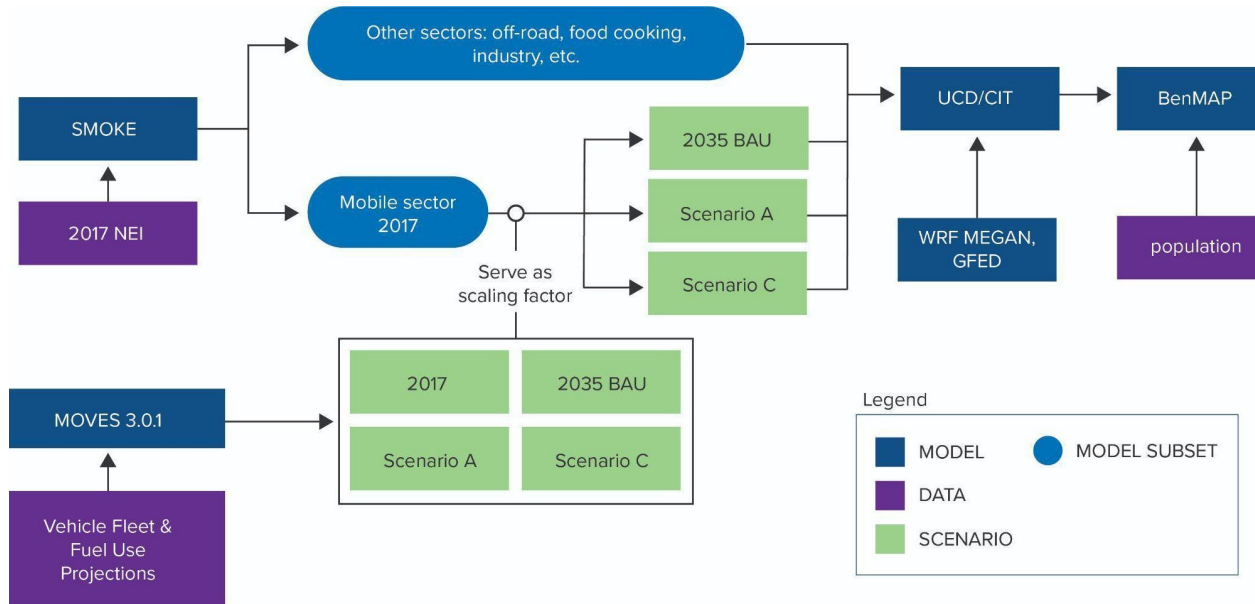 Other sectors: off-road, food cooking,
industry, etc.
SMOKE
2017 NEI
Mobile sector
2017
Serve as
scaling factor
2035 BAU
Scenario A
Scenario C
UCD/CIT
BenMAP
WRF MEGAN,
GFED
population
MOVES 3.0.1
Vehicle Fleet &
Fuel Use
Projections
2017
2035 BAU
Scenario A
Scenario C
Legend
MODEL
MODEL SUBSET
DATA
SCENARIO